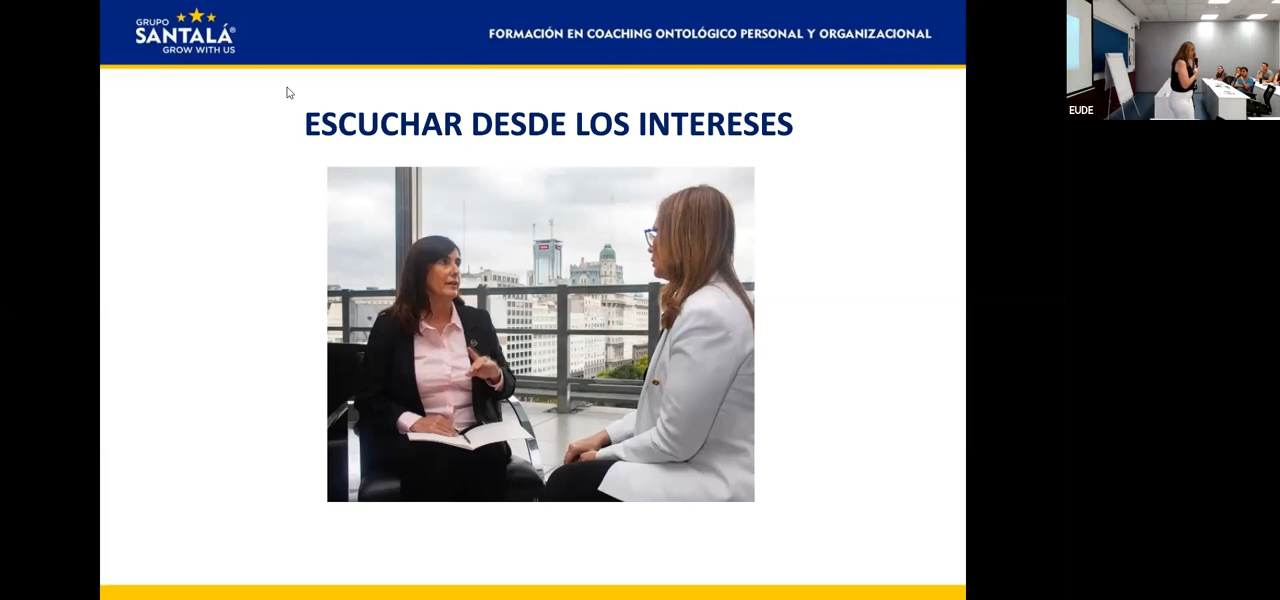 GRUPO
SANTALÁ®
GROW WITH US
FORMACIÓN EN COACHING ONTOLÓGICO PERSONAL Y ORGANIZACIONAL
ESCUCHAR DESDE LOS INTERESES
EUDE